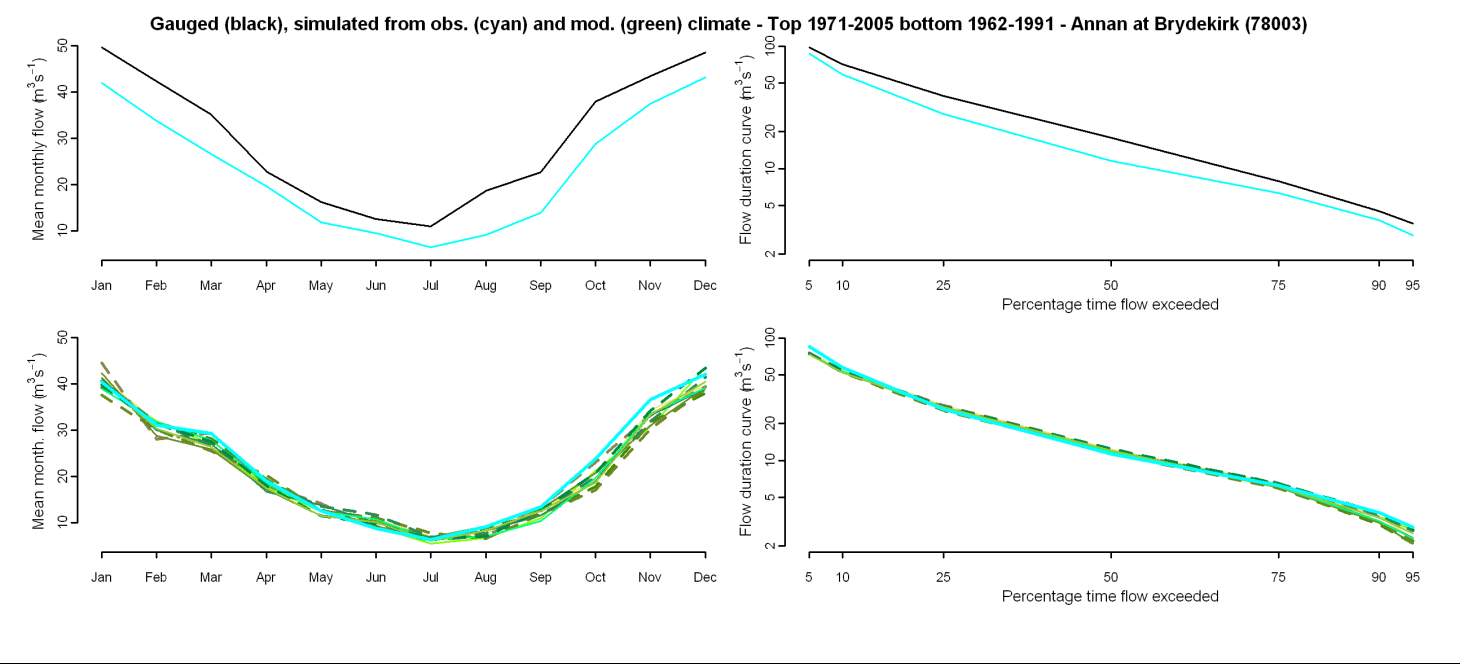 Gauged (black), simulated from obs. (cyan) and mod. (green) climate - Top 1971-2005 bottom 1962-1991 - Annan at Brydekirk (78003)
Mean monthly flow (m³s⁻¹)
10 20 30 40 50
Jan Feb Mar Apr May Jun Jul Aug Sep Oct Nov Dec
Flow duration curve (m³s⁻¹)
2 5 10 20 50 100
5 10 25 50 75 90 95
Percentage time flow exceeded
Mean month. flow (m³s⁻¹)
10 20 30 40 50
Jan Feb Mar Apr May Jun Jul Aug Sep Oct Nov Dec
Flow duration curve (m³s⁻¹)
2 5 10 20 50 100
5 10 25 50 75 90 95
Percentage time flow exceeded